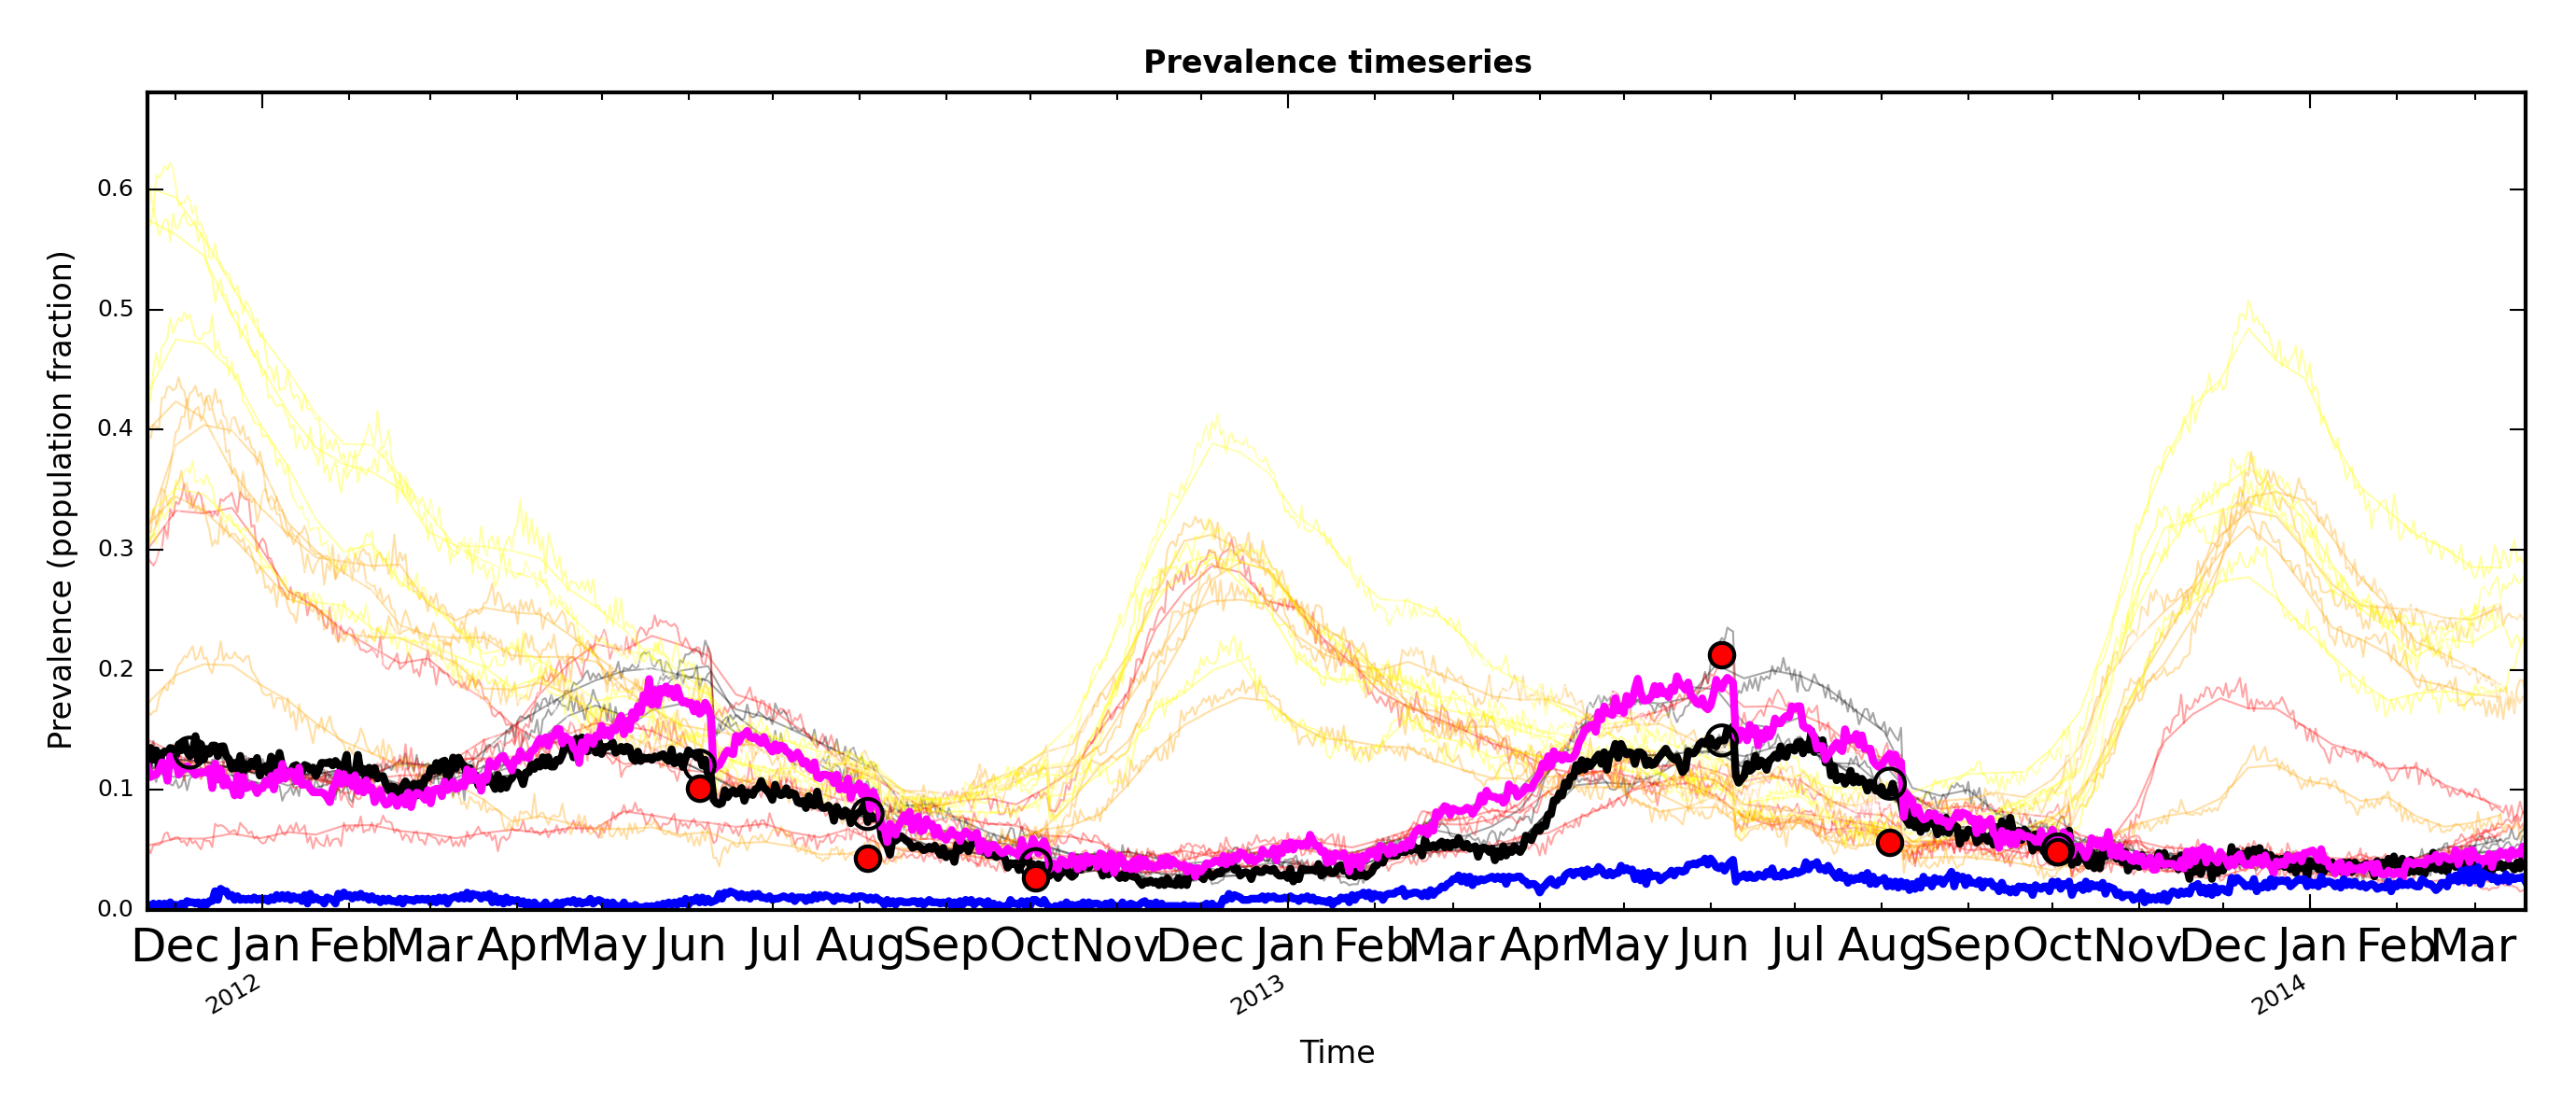 Prevalence timeseries
Prevalence (population fraction)
0.6
0.5
0.4
0.3
0.2
0.1
0.0
Dec Jan Feb Mar Apr May Jun Jul Aug Sep Oct Nov Dec Jan Feb Mar Apr May Jun Jul Aug Sep Oct Nov Dec Jan Feb Mar
2012 2013 2014
Time